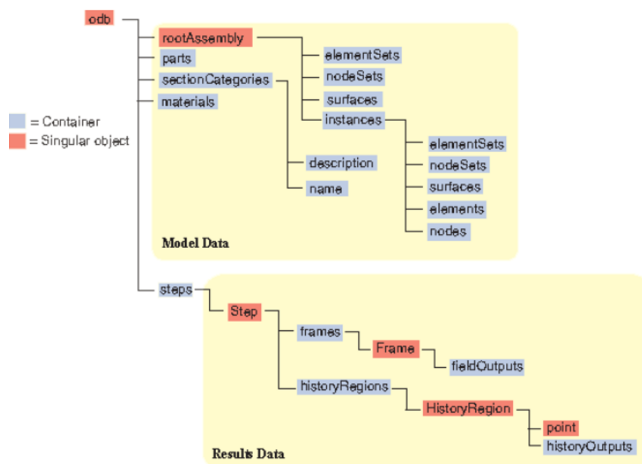 odb
rootAssembly
elementSets
parts
nodeSets
sectionCategories
surfaces
materials
instances
= Container
= Singular object
elementSets
nodeSets
description
surfaces
name
elements
nodes
Model Data
steps
Step
frames
Frame
fieldOutputs
historyRegions
HistoryRegion
point
historyOutputs
Results Data